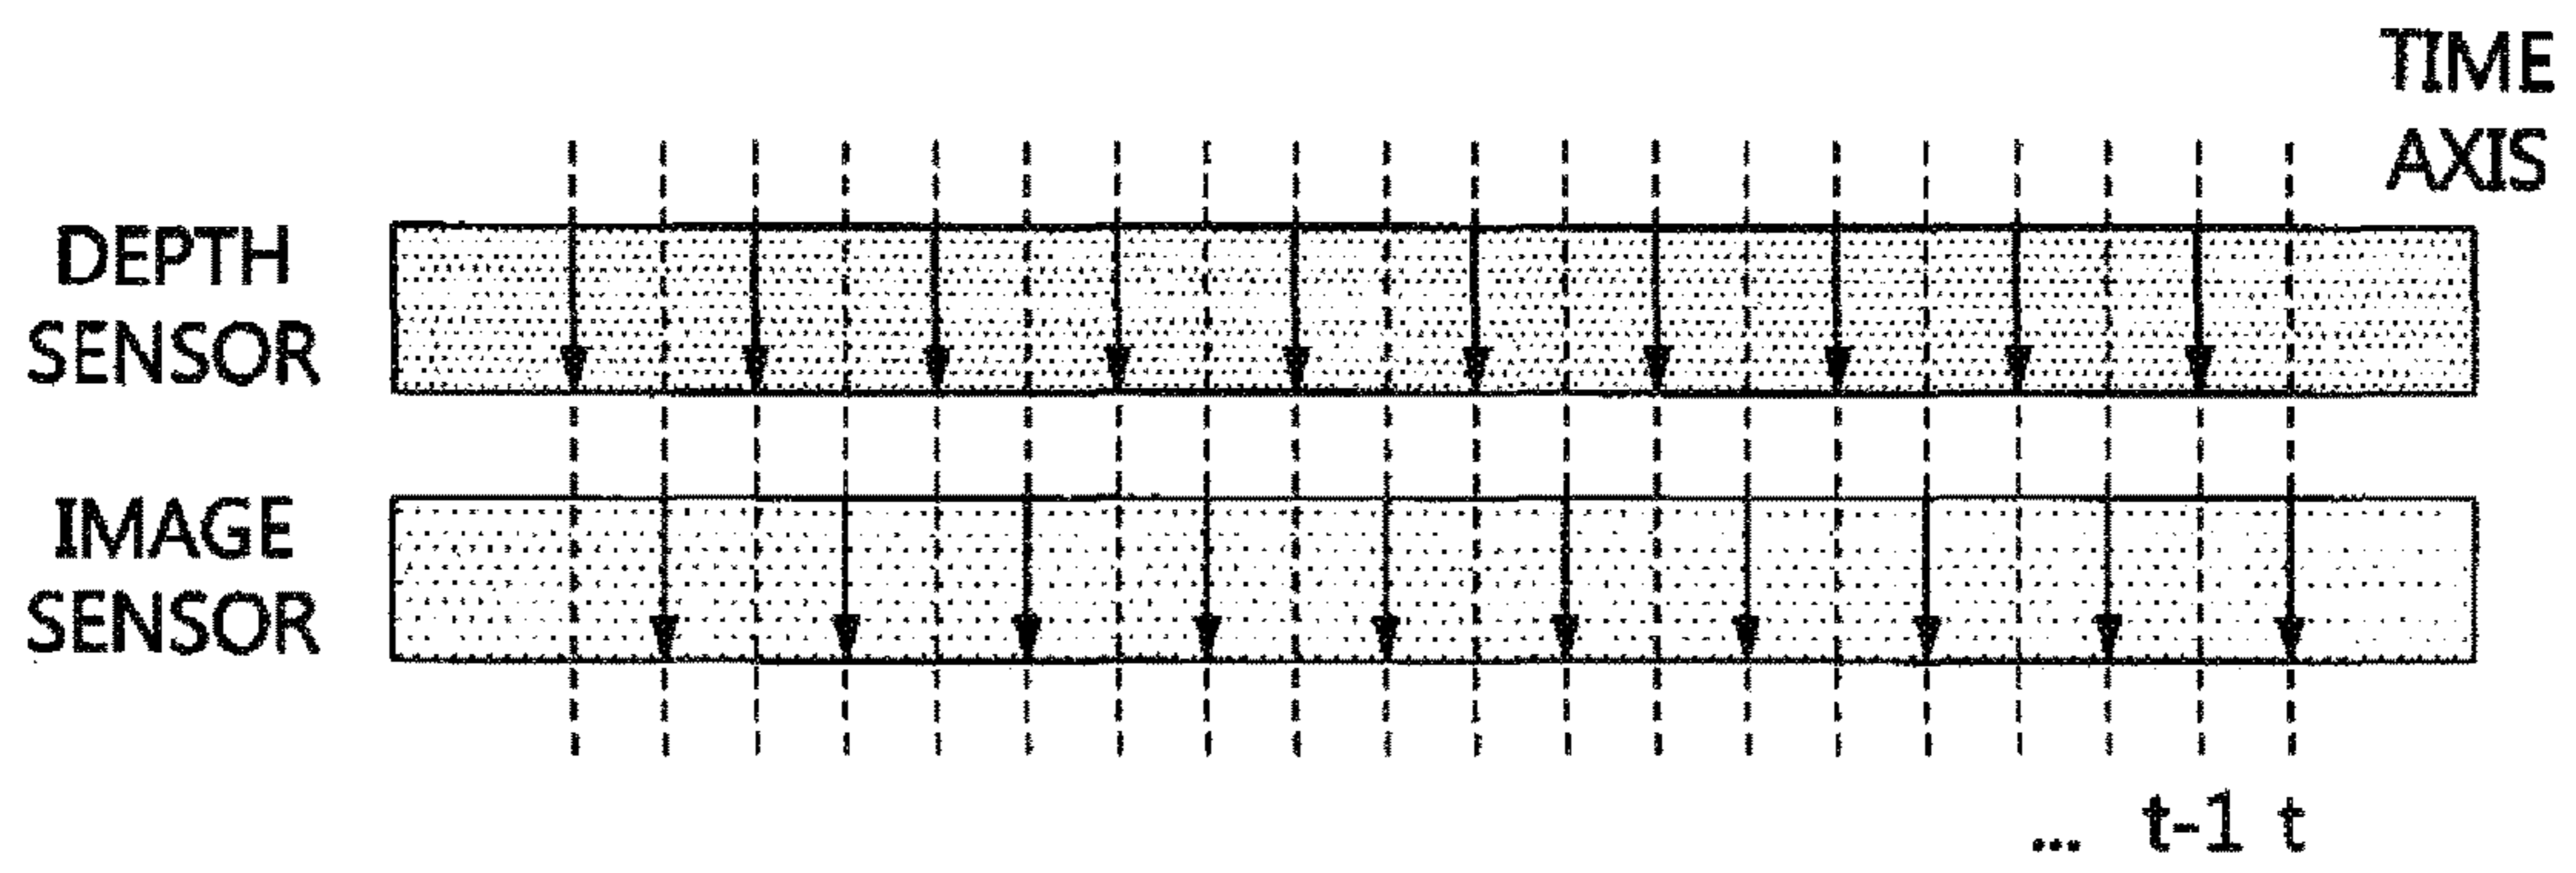 TIME
AXIS
DEPTH
SENSOR
IMAGE
SENSOR
... t-1 t